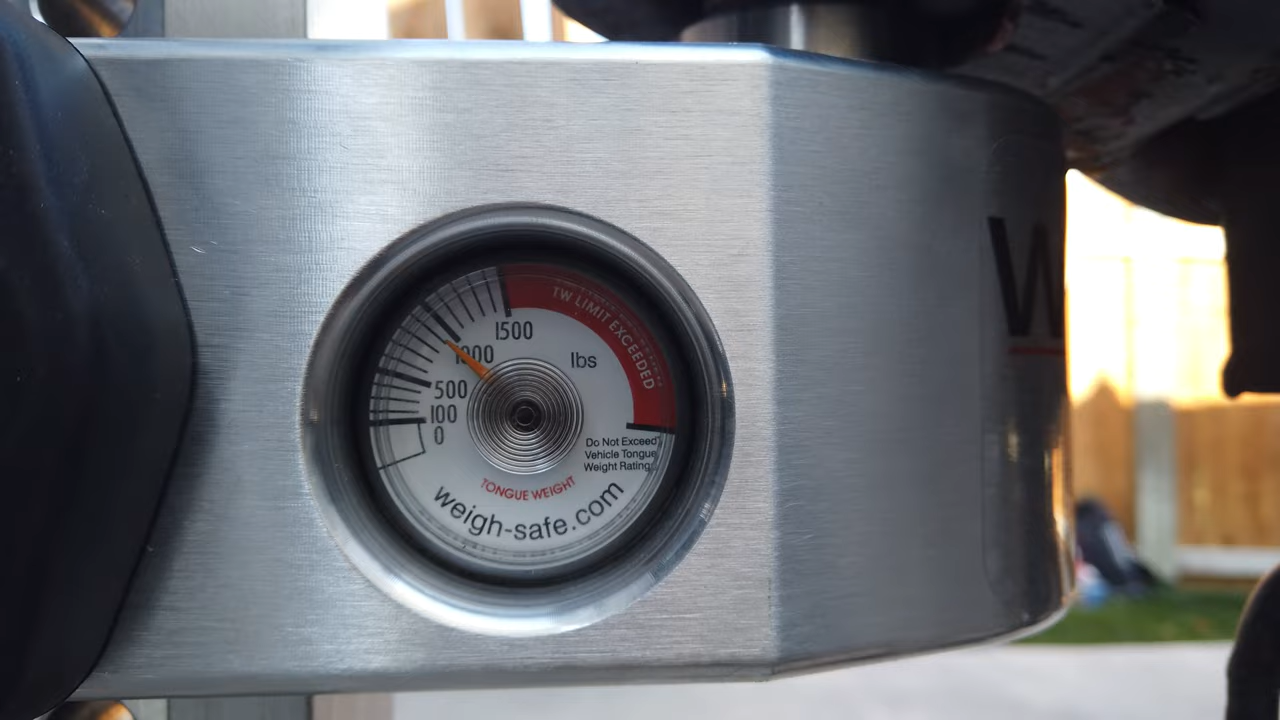 TW LIMIT EXCEEDED
1500
1000
lbs
500
100
0
Do Not Exceed
Vehicle Tongue
Weight Rating
TONGUE WEIGHT
weigh-safe.com
W